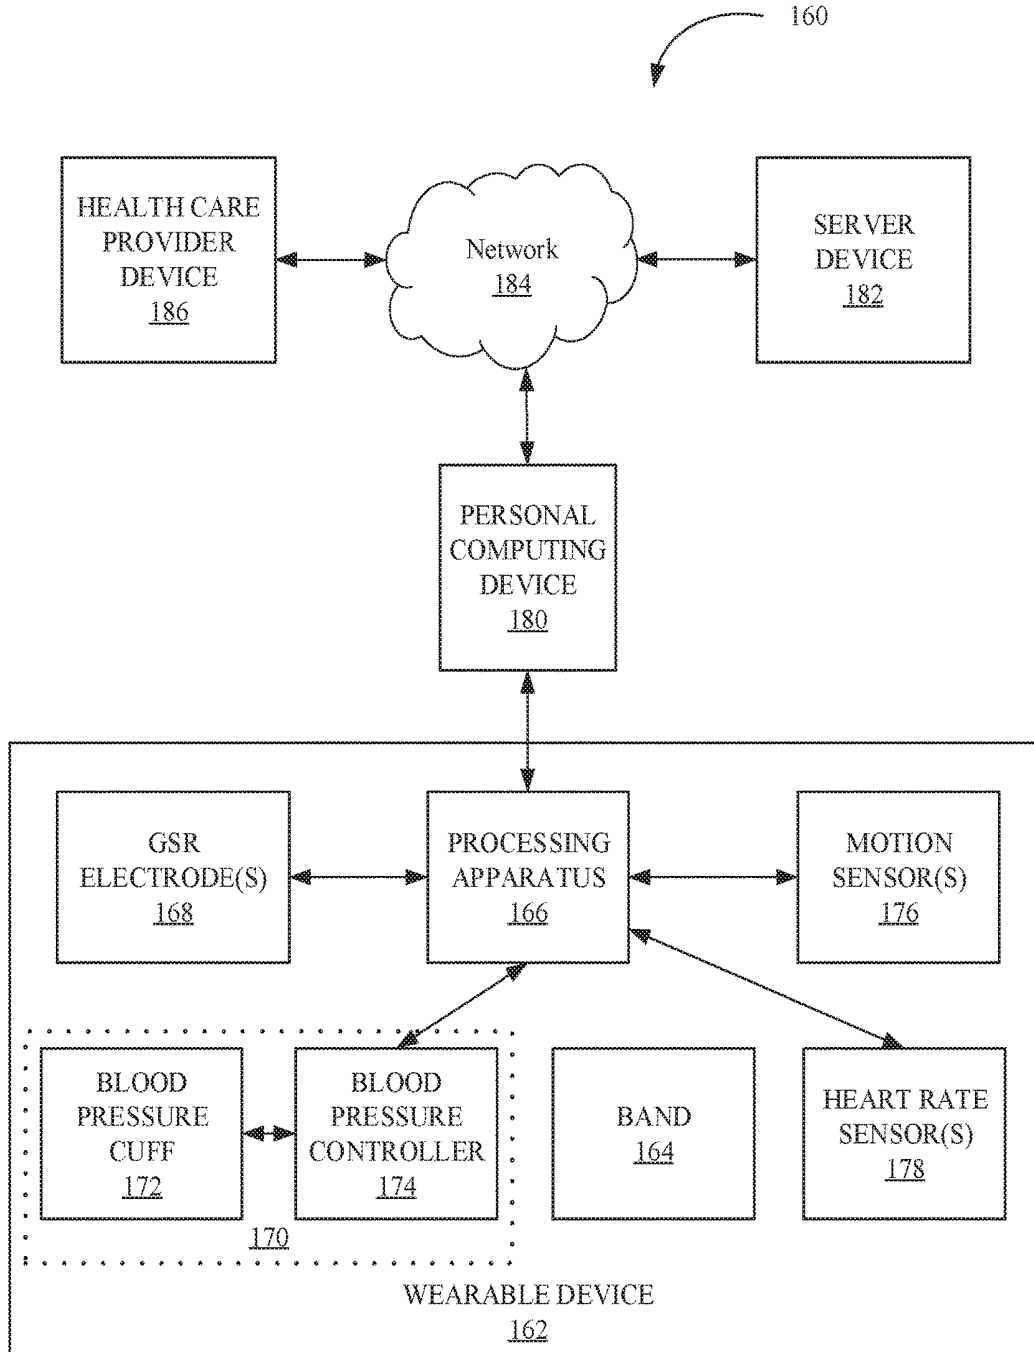 160
HEALTH CARE
PROVIDER
DEVICE
186
Network
184
SERVER
DEVICE
182
PERSONAL
COMPUTING
DEVICE
180
GSR
ELECTRODE(S)
168
PROCESSING
APPARATUS
166
MOTION
SENSOR(S)
176
BLOOD
PRESSURE
CUFF
172
BLOOD
PRESSURE
CONTROLLER
174
170
BAND
164
HEART RATE
SENSOR(S)
178
WEARABLE DEVICE
162